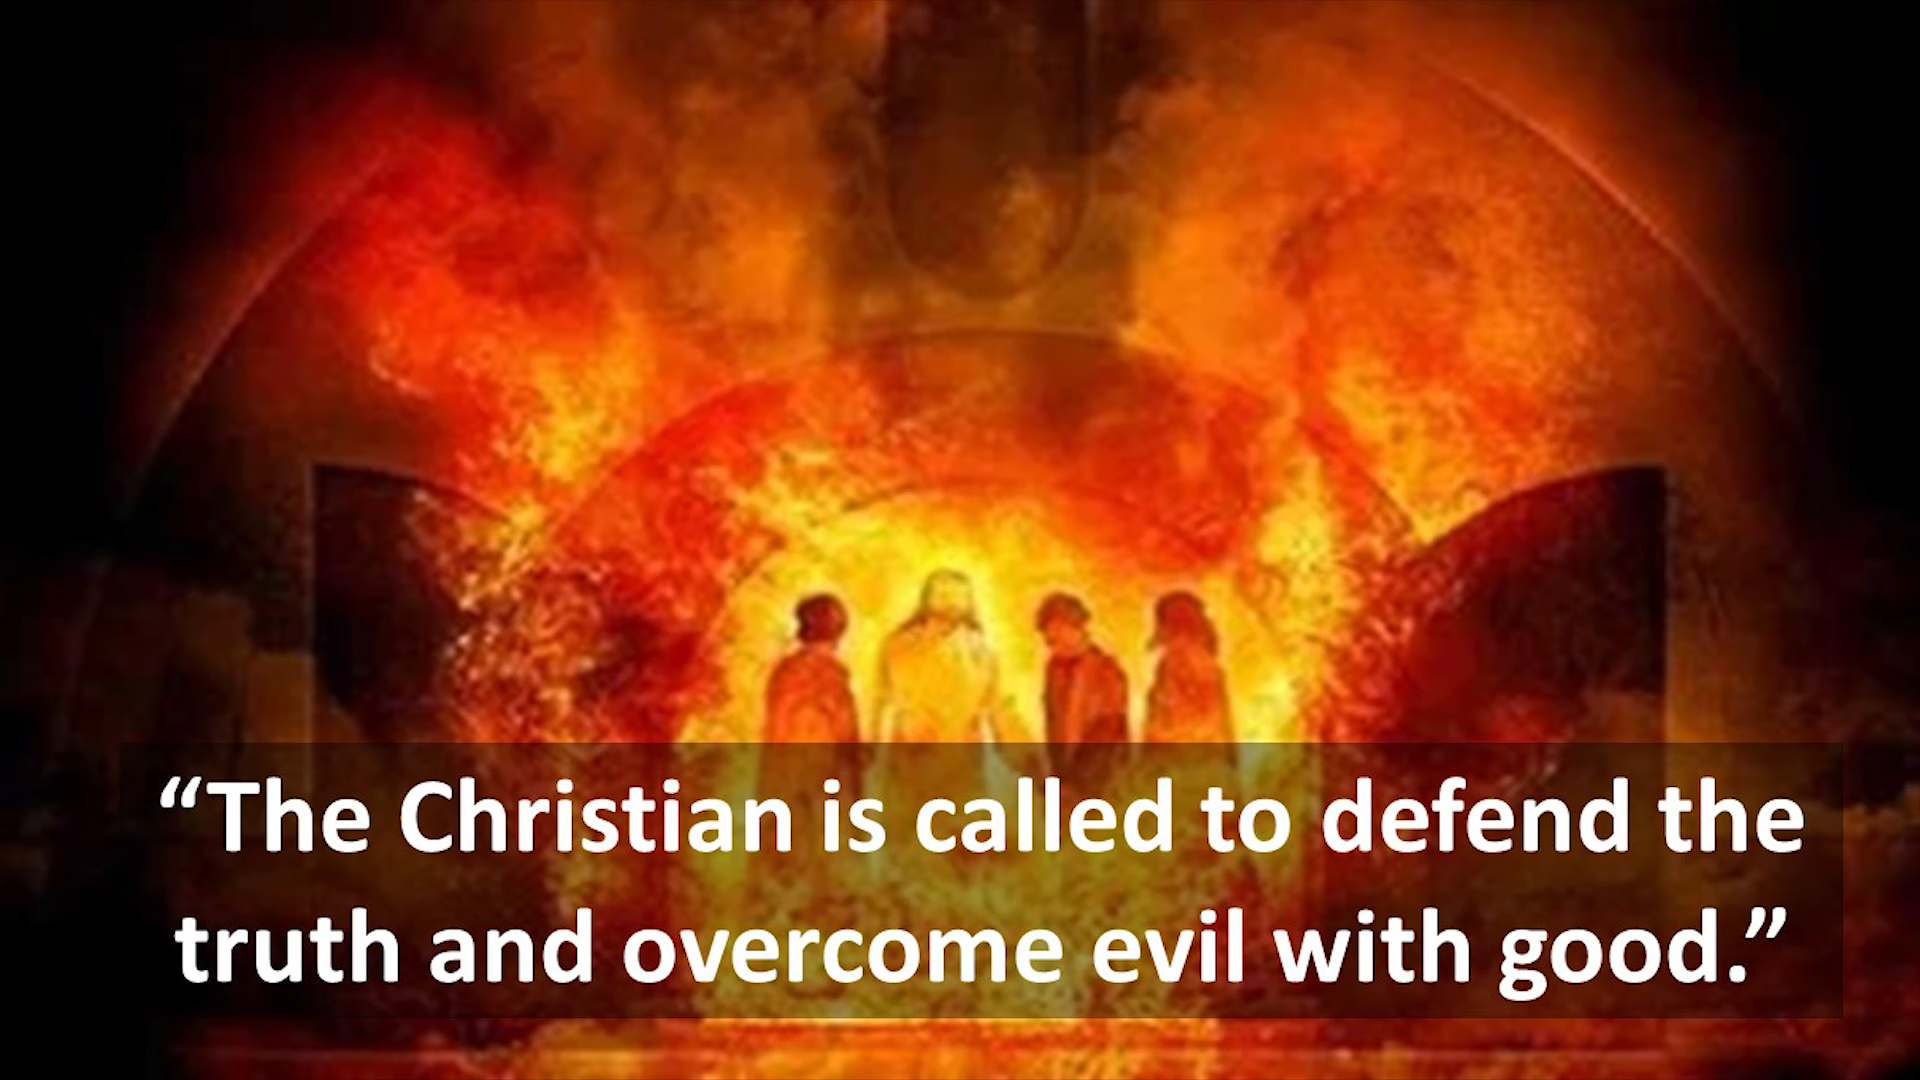 “The Christian is called to defend the
truth and overcome evil with good.”